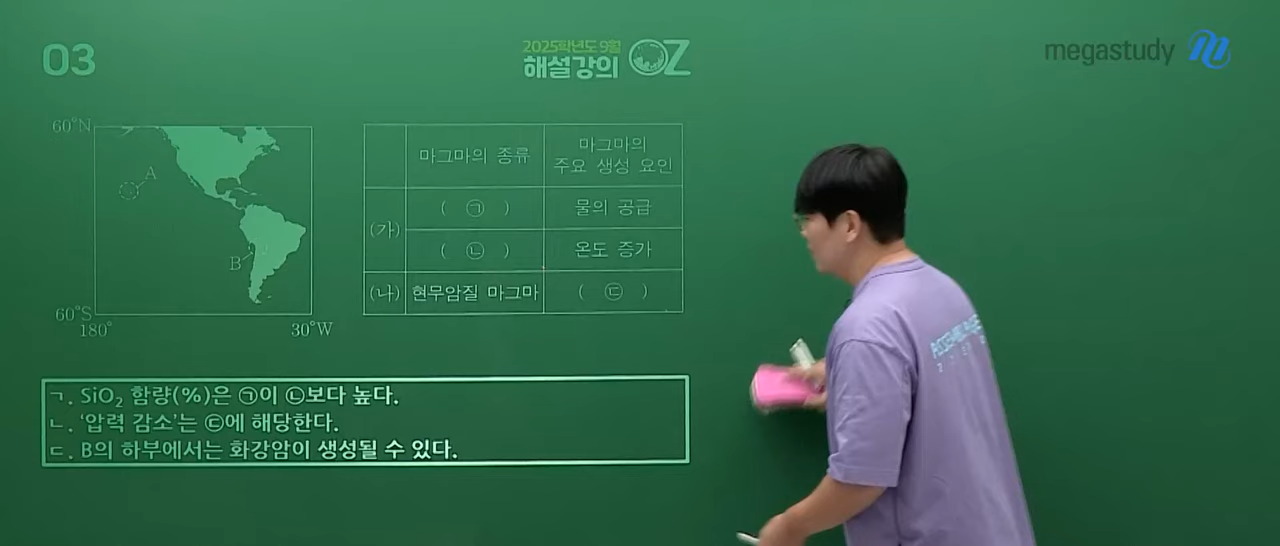 03
2025학년도 9월
해설강의 OZ
megastudy
60°N
A
B
60°S
180°
30°W
마그마의 종류
마그마의
주요 생성 요인
(가)
( ㉠ )
물의 공급
( ㉡ )
온도 증가
(나)
현무암질 마그마
( ㉢ )
ㄱ. SiO₂ 함량(%)은 ㉠이 ㉡보다 높다.
ㄴ. ‘압력 감소’는 ㉢에 해당한다.
ㄷ. B의 하부에서는 화강암이 생성될 수 있다.